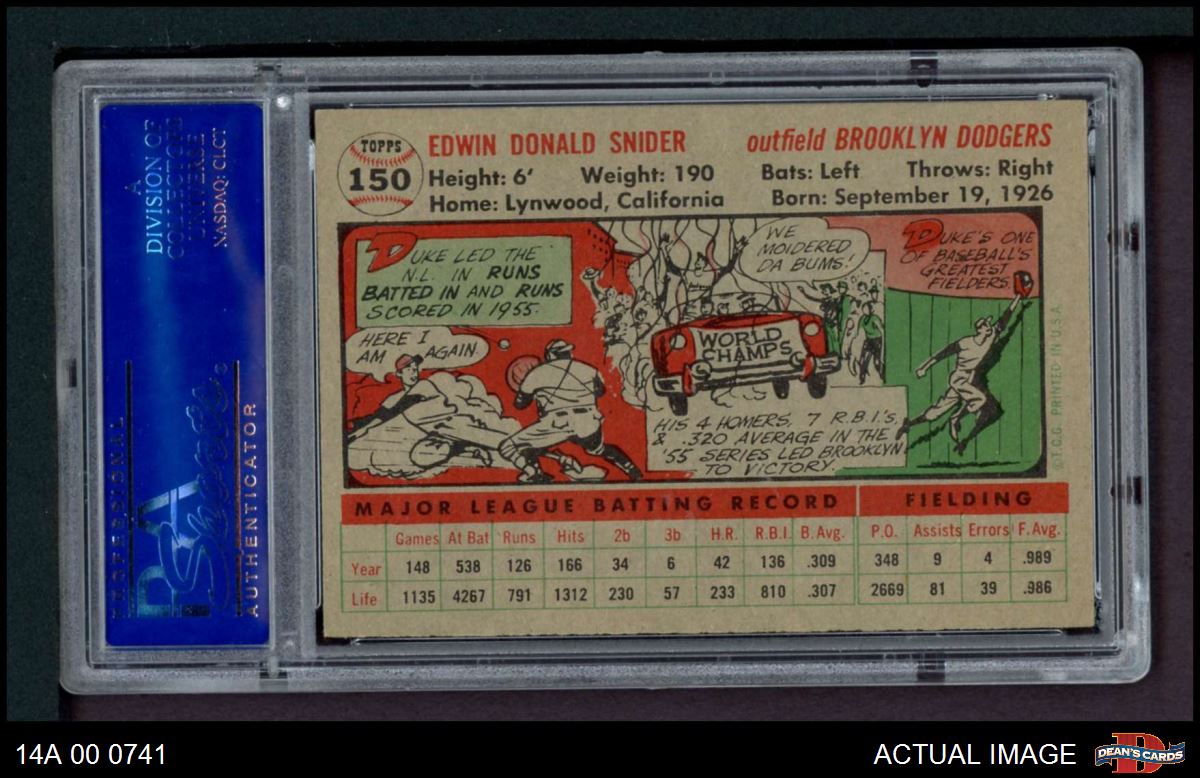 A
DIVISION OF
COLLECTORS
UNIVERSE
NASDAQ: CLCT
PSA
PROFESSIONAL
Sports
AUTHENTICATOR
TOPPS
150
EDWIN DONALD SNIDER outfield BROOKLYN DODGERS
Height: 6' Weight: 190 Bats: Left Throws: Right
Home: Lynwood, California Born: September 19, 1926
DUKE LED THE
N.L. IN RUNS
BATTED IN AND RUNS
SCORED IN 1955.
HERE I
AM AGAIN.
WE
MOIDERED
DA BUMS!
WORLD
CHAMPS
HIS 4 HOMERS, 7 R.B.I.'s,
& .320 AVERAGE IN THE
'55 SERIES LED BROOKLYN
TO VICTORY.
DUKE'S ONE
OF BASEBALL'S
GREATEST
FIELDERS.
©T.C.G. PRINTED IN U.S.A.
MAJOR LEAGUE BATTING RECORD FIELDING
Games At Bat Runs Hits 2b 3b H.R. R.B.I. B.Avg. P.O. Assists Errors F. Avg.
Year 148 538 126 166 34 6 42 136 .309 348 9 4 .989
Life 1135 4267 791 1312 230 57 233 810 .307 2669 81 39 .986
14A 00 0741
ACTUAL IMAGE
D
DEAN'S CARDS